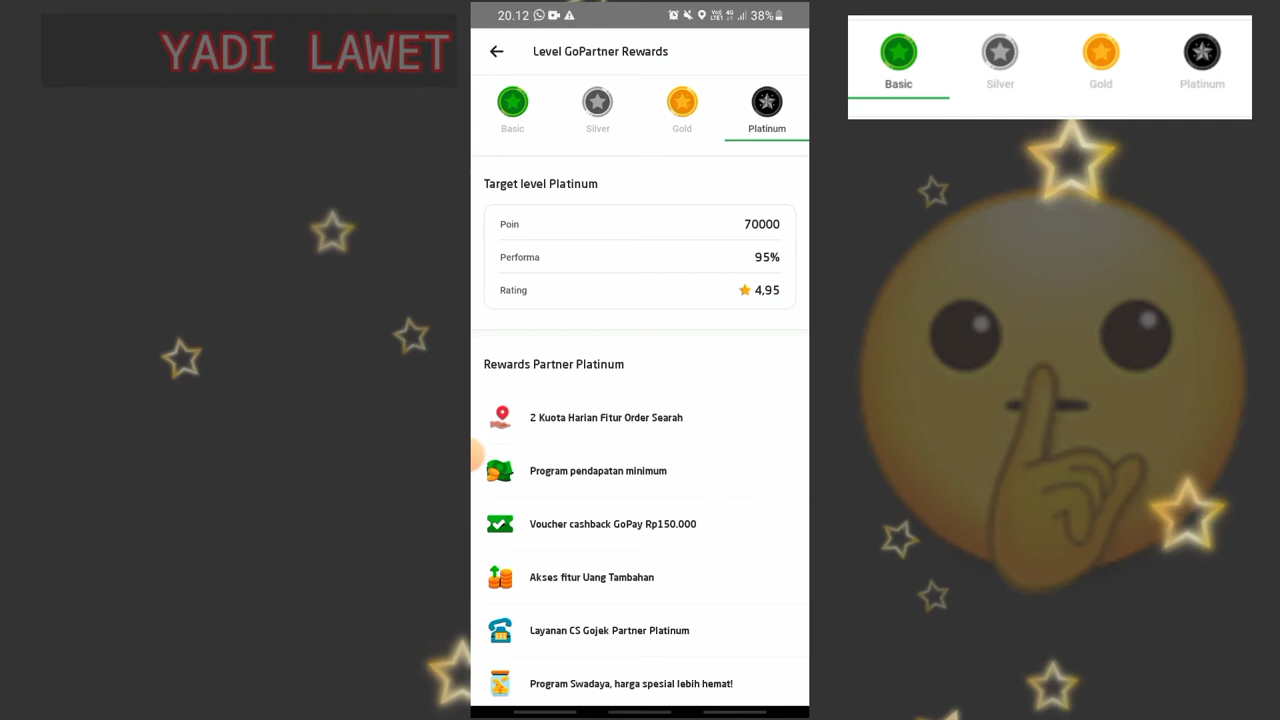 YADI LAWET
20.12
38%
Level GoPartner Rewards
Basic
Silver
Gold
Platinum
Target level Platinum
Poin 70000
Performa 95%
Rating 4,95
Rewards Partner Platinum
2 Kuota Harian Fitur Order Searah
Program pendapatan minimum
Voucher cashback GoPay Rp150.000
Akses fitur Uang Tambahan
Layanan CS Gojek Partner Platinum
Program Swadaya, harga spesial lebih hemat!
Basic
Silver
Gold
Platinum